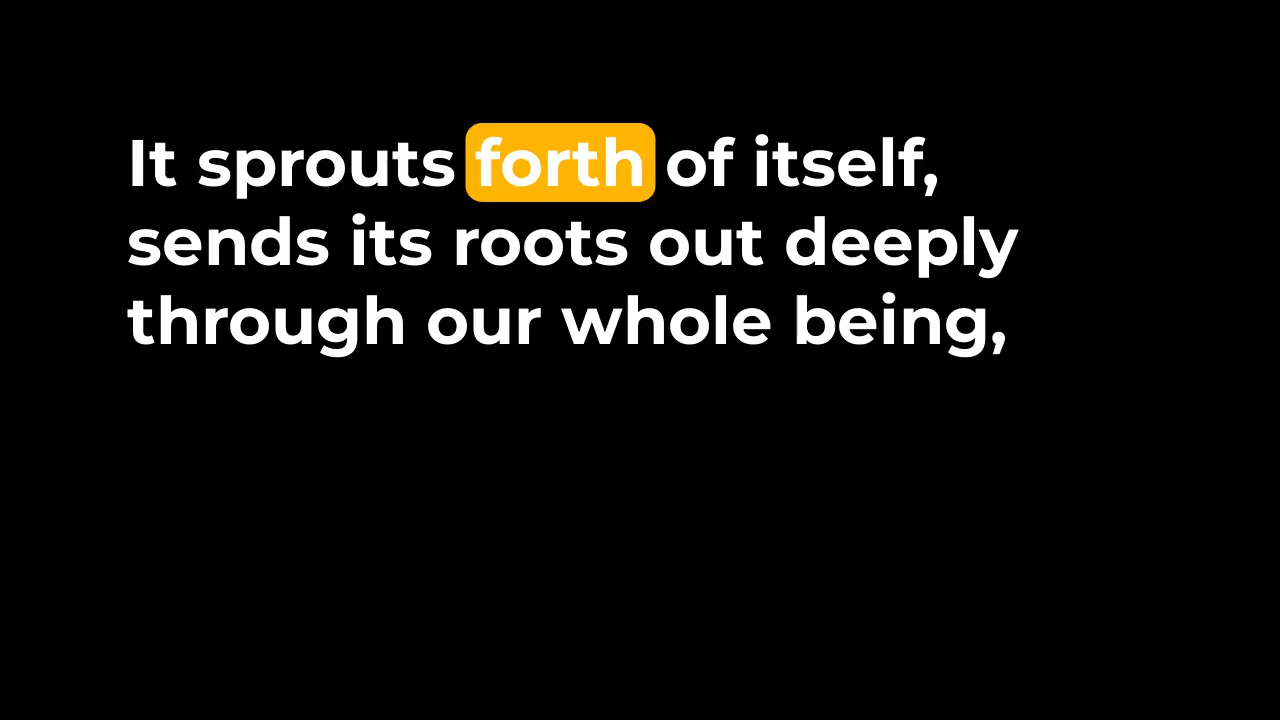 It sprouts forth of itself,
sends its roots out deeply
through our whole being,